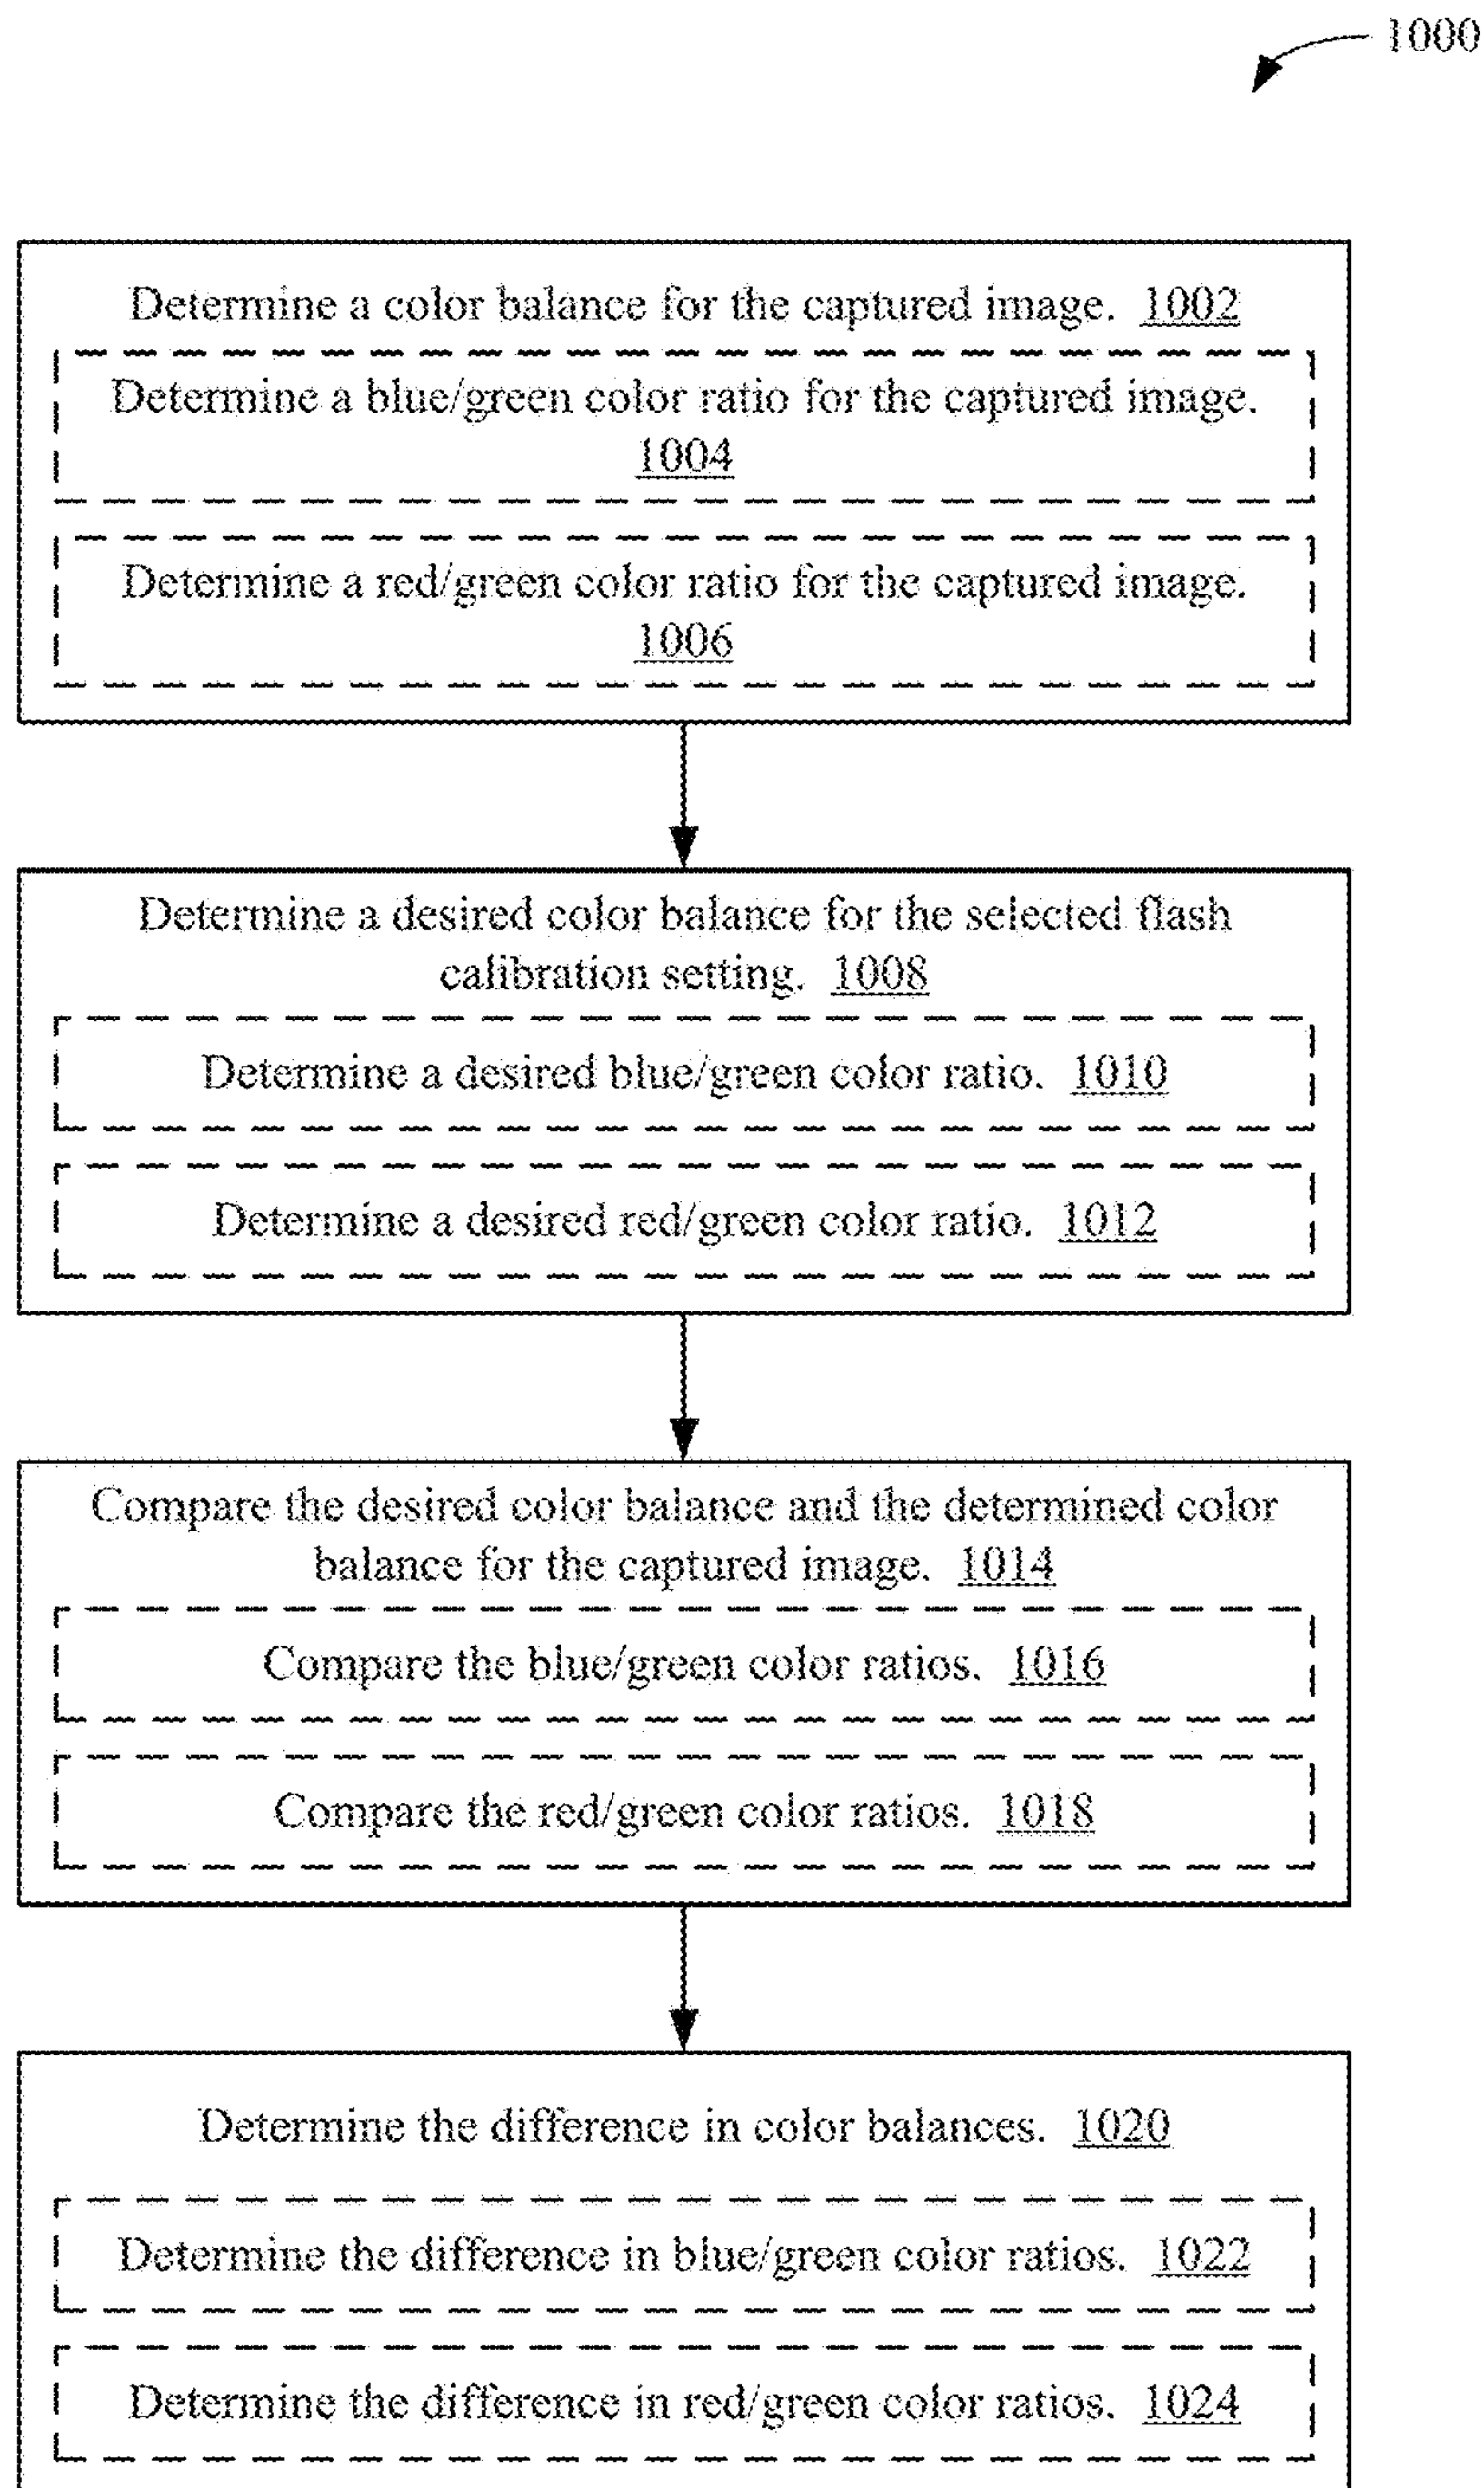 1000
Determine a color balance for the captured image. 1002
Determine a blue/green color ratio for the captured image.
1004
Determine a red/green color ratio for the captured image.
1006
Determine a desired color balance for the selected flash
calibration setting. 1008
Determine a desired blue/green color ratio. 1010
Determine a desired red/green color ratio. 1012
Compare the desired color balance and the determined color
balance for the captured image. 1014
Compare the blue/green color ratios. 1016
Compare the red/green color ratios. 1018
Determine the difference in color balances. 1020
Determine the difference in blue/green color ratios. 1022
Determine the difference in red/green color ratios. 1024